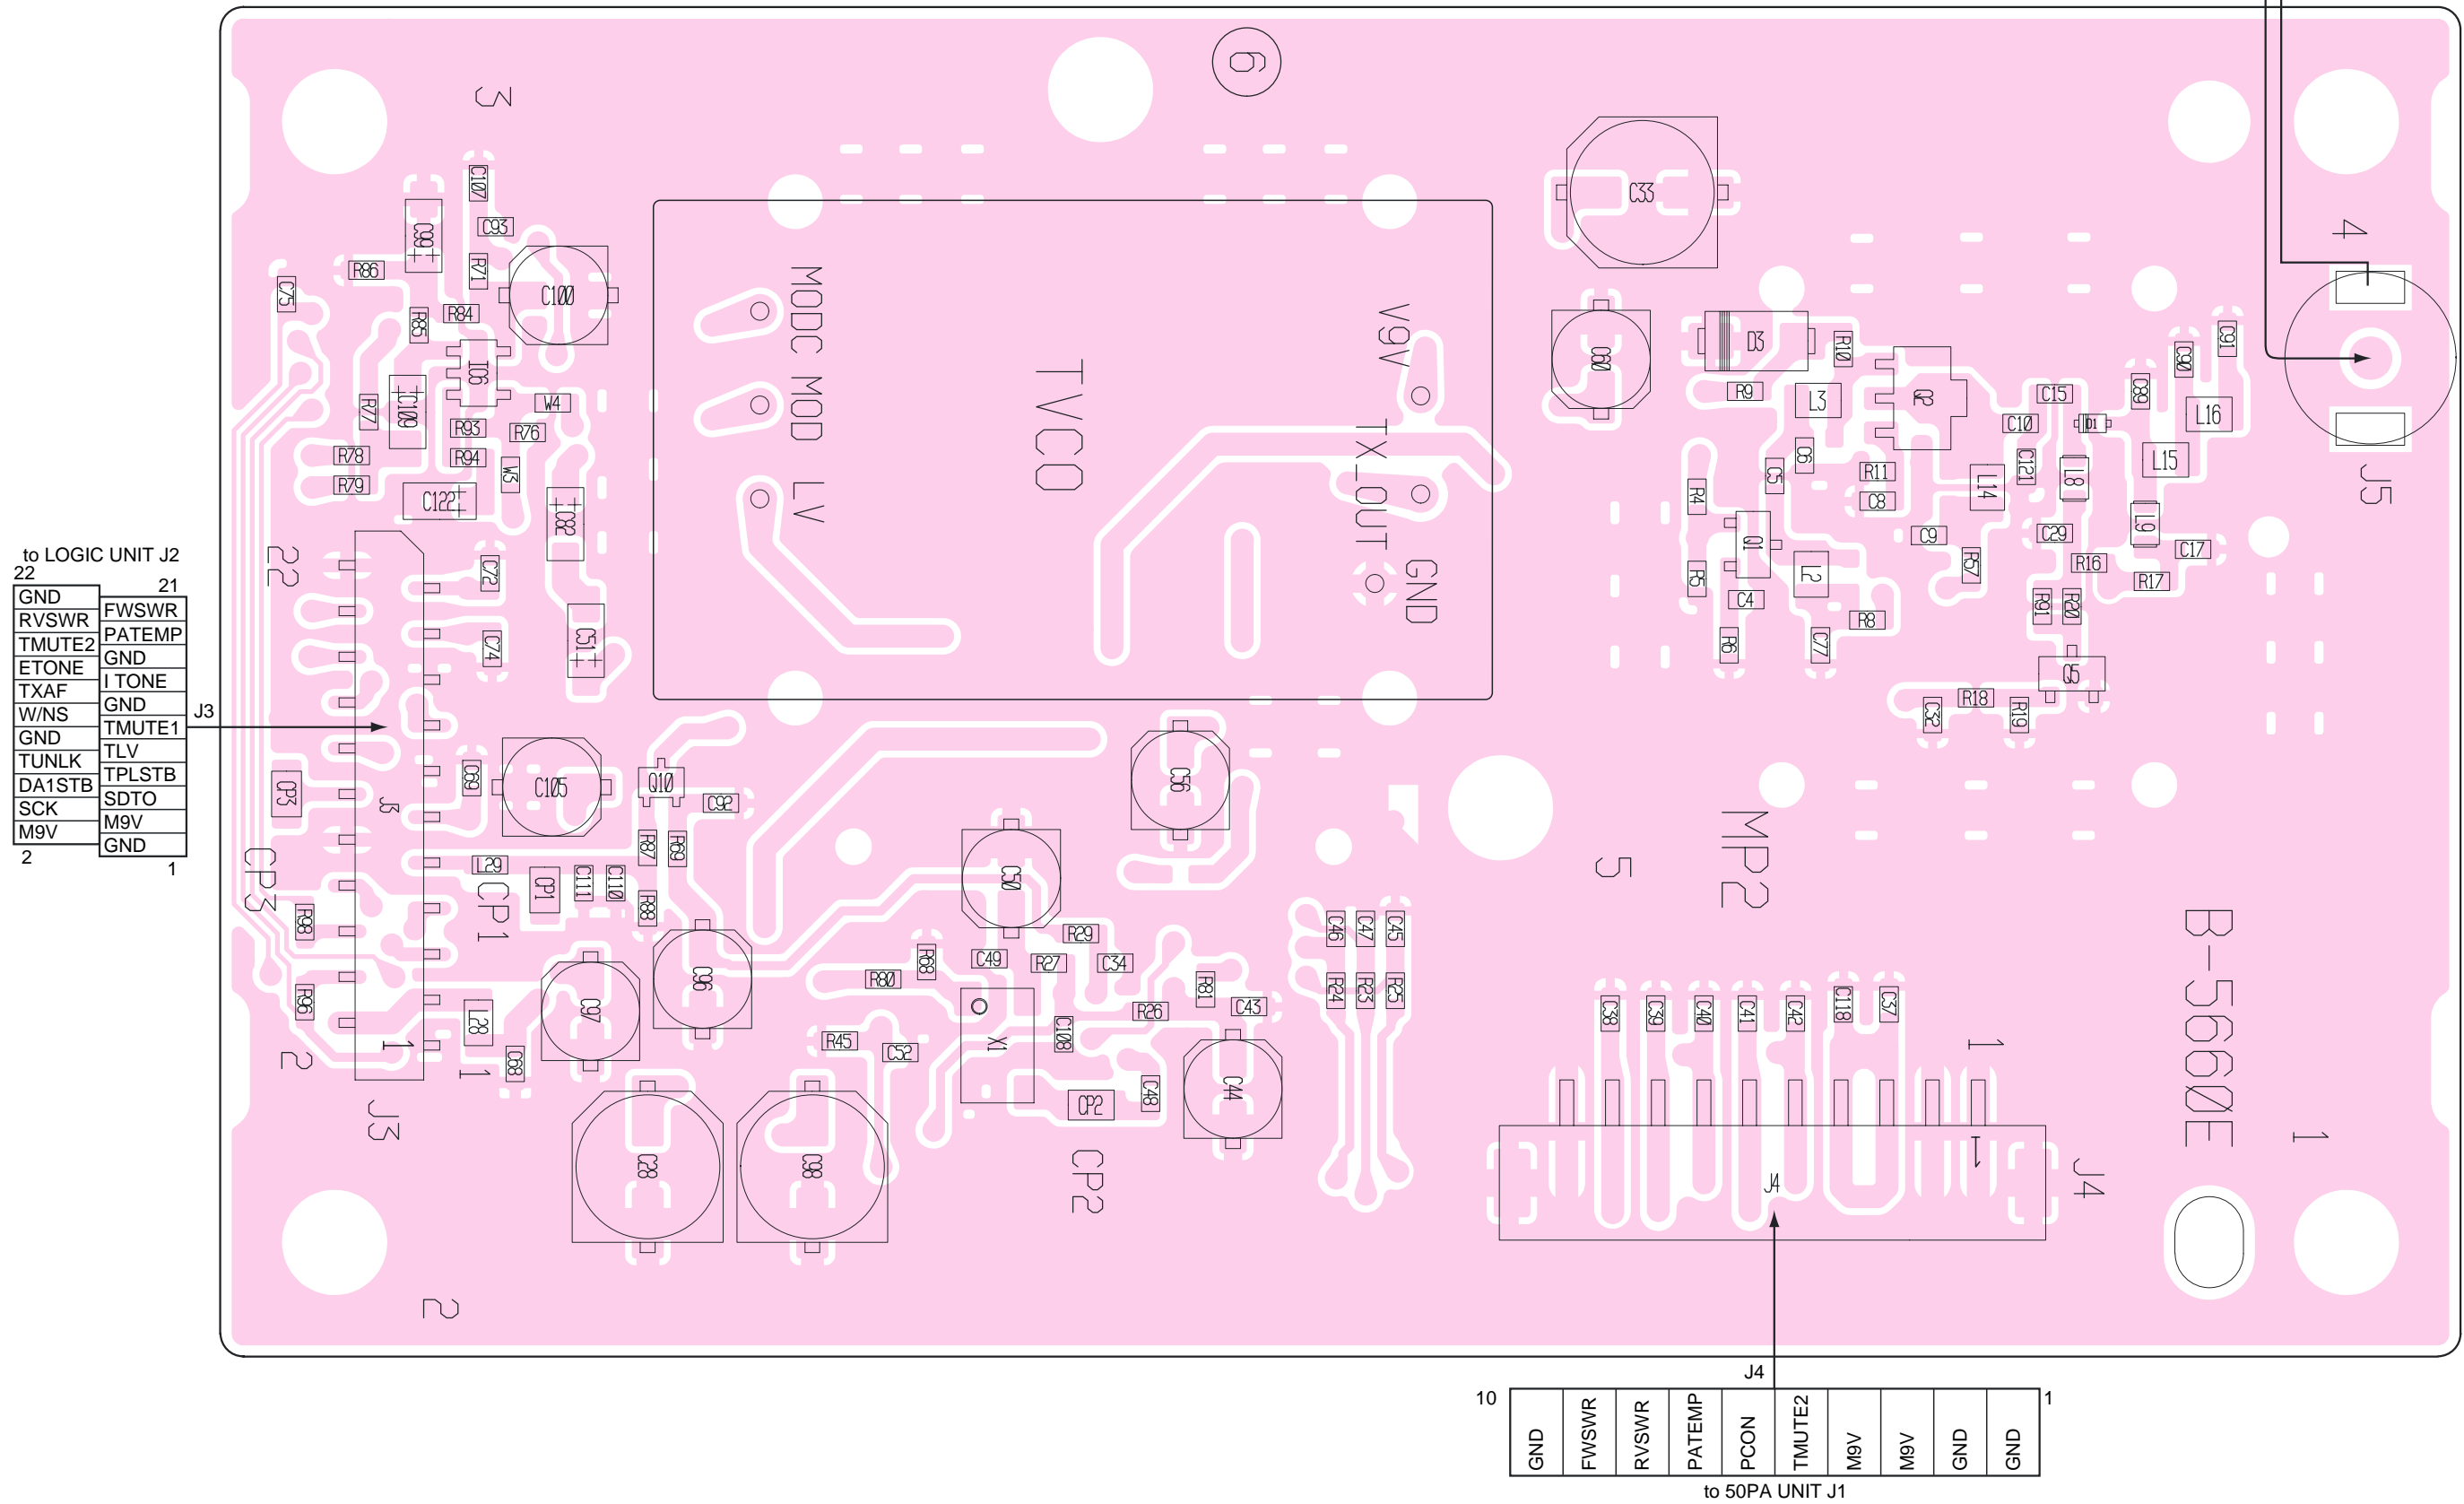 to LOGIC UNIT J2
22
21
GND
FWSWR
RVSWR
PATEMP
TMUTE2
GND
ETONE
I TONE
TXAF
GND
W/NS
TMUTE1
GND
TLV
TUNLK
TPLSTB
DA1STB
SDTO
SCK
M9V
M9V
GND
2
1
J3
6
3
C107
C93
C99
R86
R71
C75
C100
R85
R84
IC6
C109
R77
W4
R93
R76
R78
R94
W3
R79
C122
C82
22
C72
C51
C74
J3
C69
C105
Q10
C92
CP3
CP3
L29
CP1
C111
C110
R87
R69
R88
CP1
R98
R96
L28
C68
1
1
2
J3
2
C97
C96
C28
C98
MODC MOD LV
TVCO
V9V
TX_OUT
GND
C56
C50
R29
C49
R27
C34
R68
R80
R81
C43
R26
C108
X1
R45
C52
CP2
C48
C44
CP2
C46
C47
C45
R24
R23
R25
C33
C60
D3
R10
R9
L3
Q2
C6
C5
R11
C8
R4
Q1
L2
R5
C4
R6
C77
R8
C9
R57
L14
C10
C15
D1
C121
L8
C29
L9
R16
R17
C17
R91
R20
Q5
R18
C32
R19
C89
C90
C91
L16
L15
4
J5
5
MP2
B-5660E
C38
C39
C40
C41
C42
C118
C37
1
1
J4
J4
1
J4
10
1
GND
FWSWR
RVSWR
PATEMP
PCON
TMUTE2
M9V
M9V
GND
GND
to 50PA UNIT J1